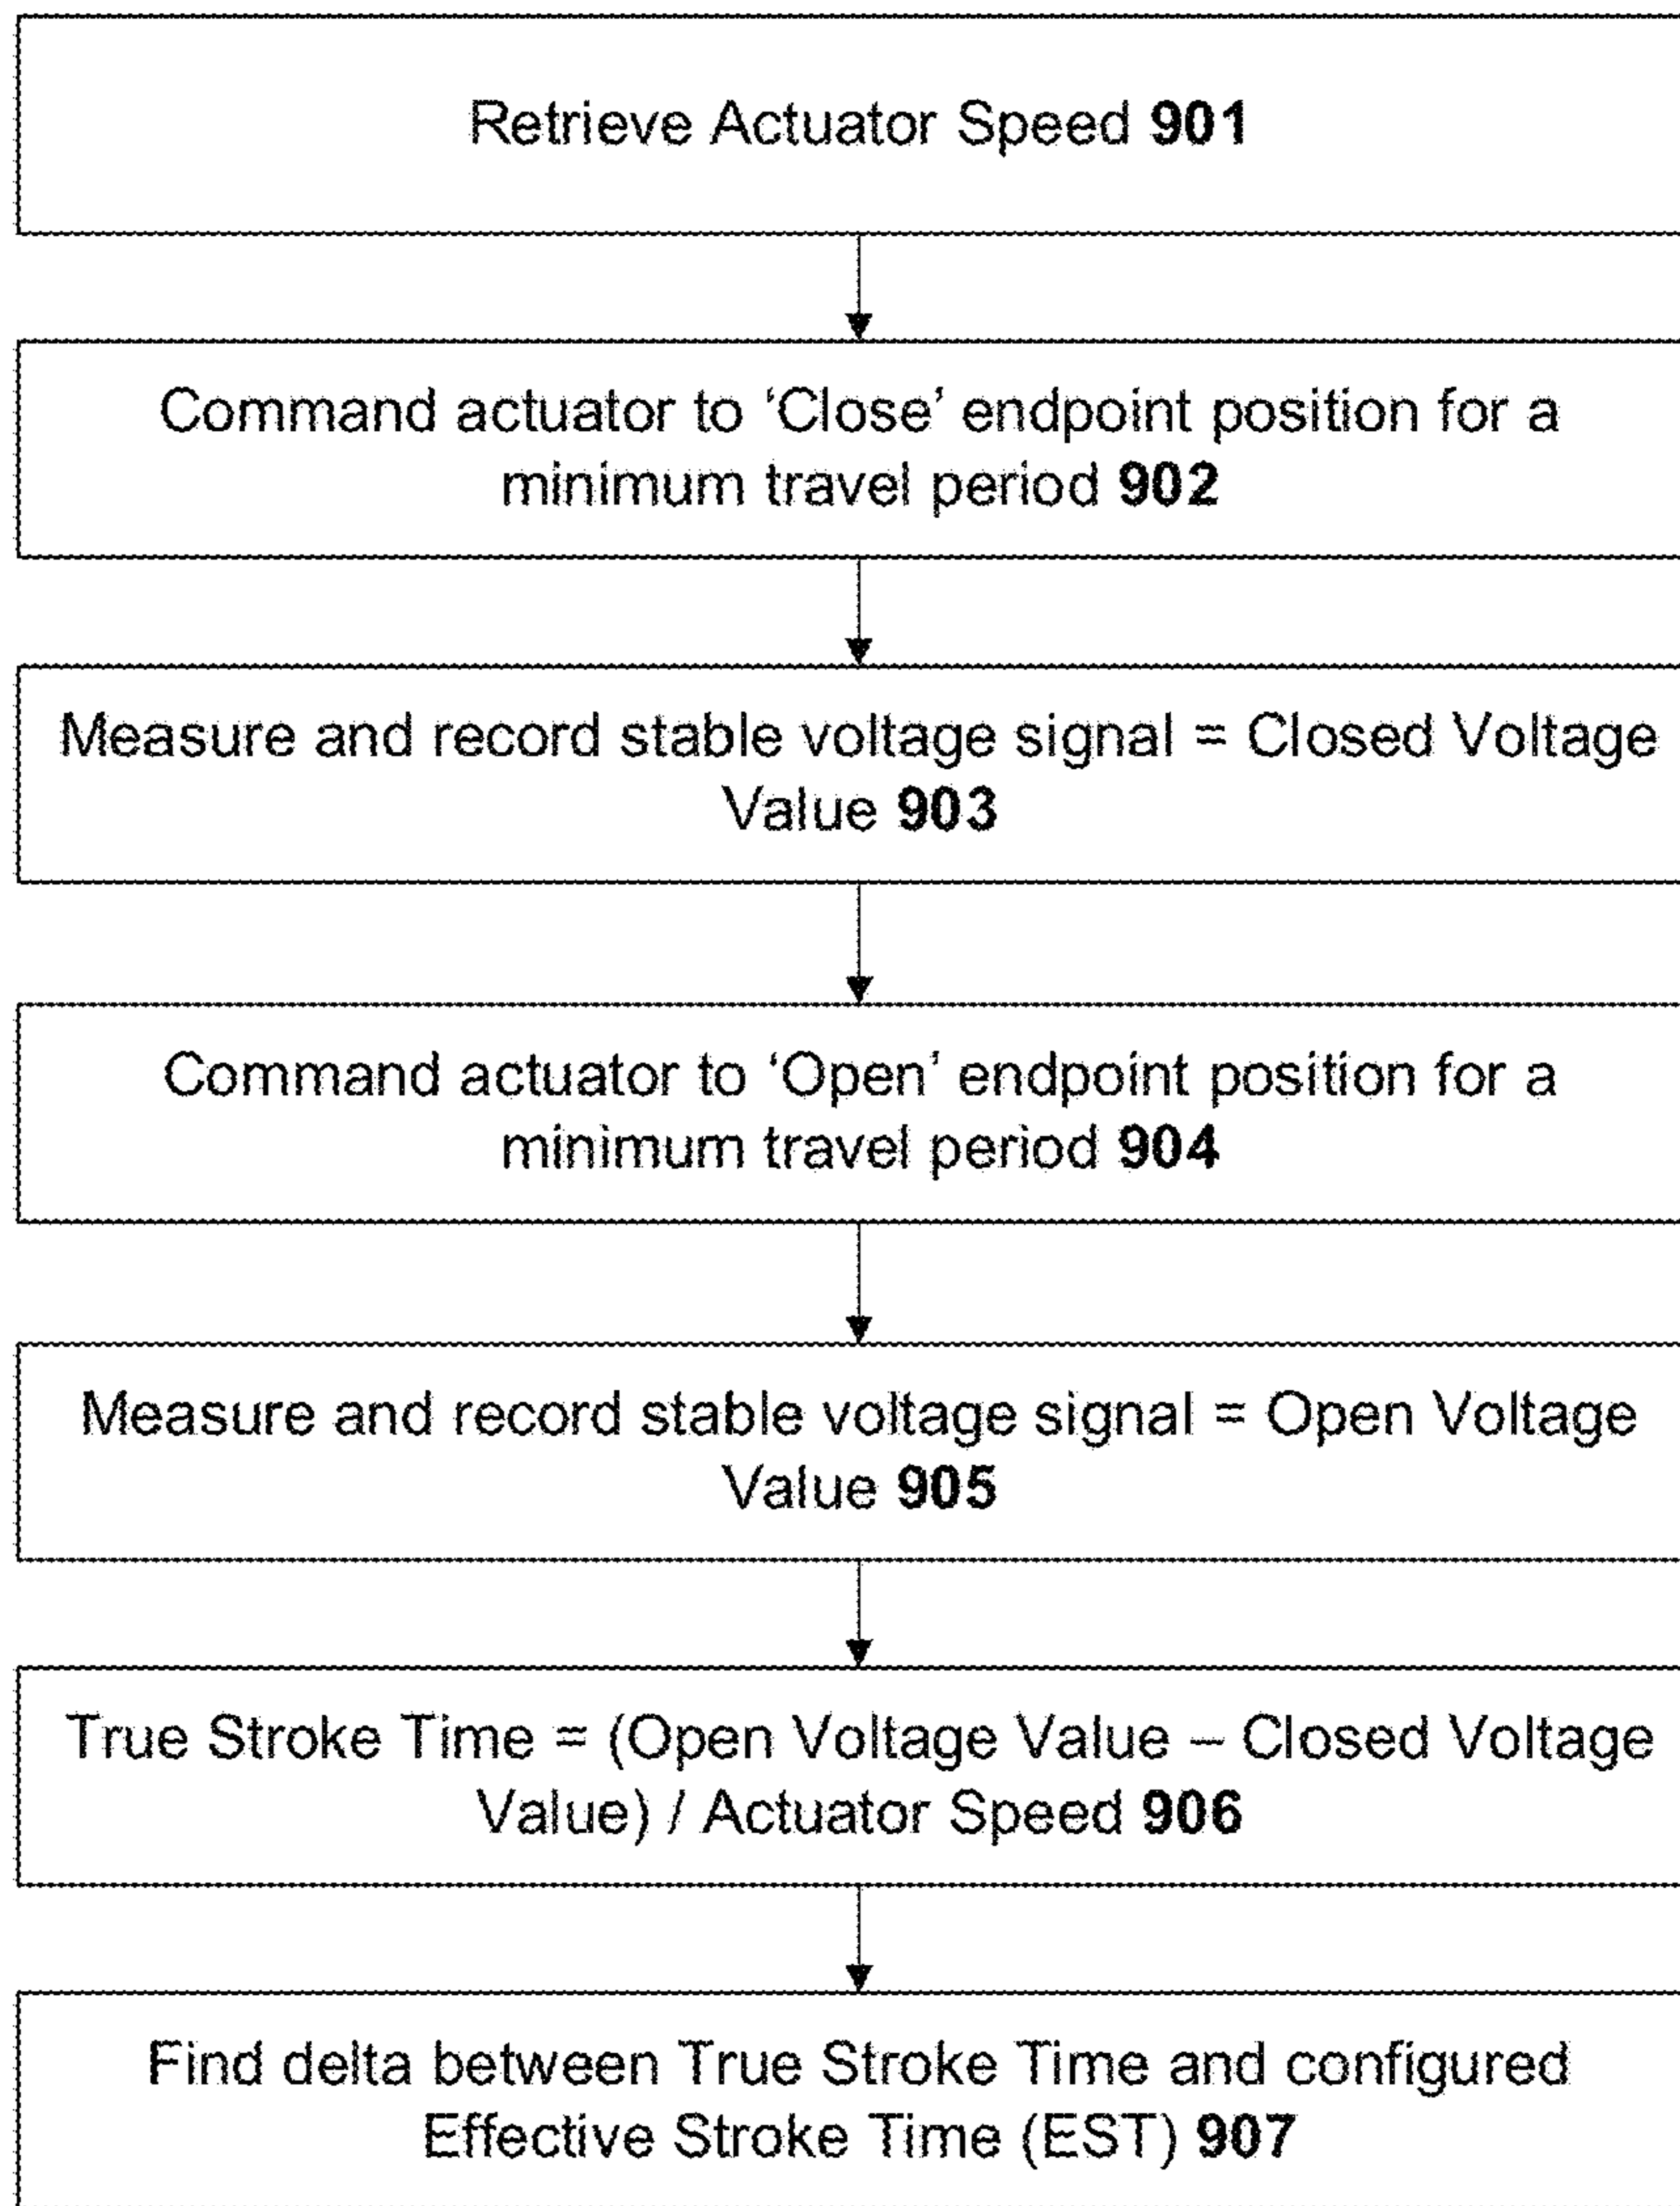 Retrieve Actuator Speed 901
Command actuator to ‘Close’ endpoint position for a
minimum travel period 902
Measure and record stable voltage signal = Closed Voltage
Value 903
Command actuator to ‘Open’ endpoint position for a
minimum travel period 904
Measure and record stable voltage signal = Open Voltage
Value 905
True Stroke Time = (Open Voltage Value – Closed Voltage
Value) / Actuator Speed 906
Find delta between True Stroke Time and configured
Effective Stroke Time (EST) 907